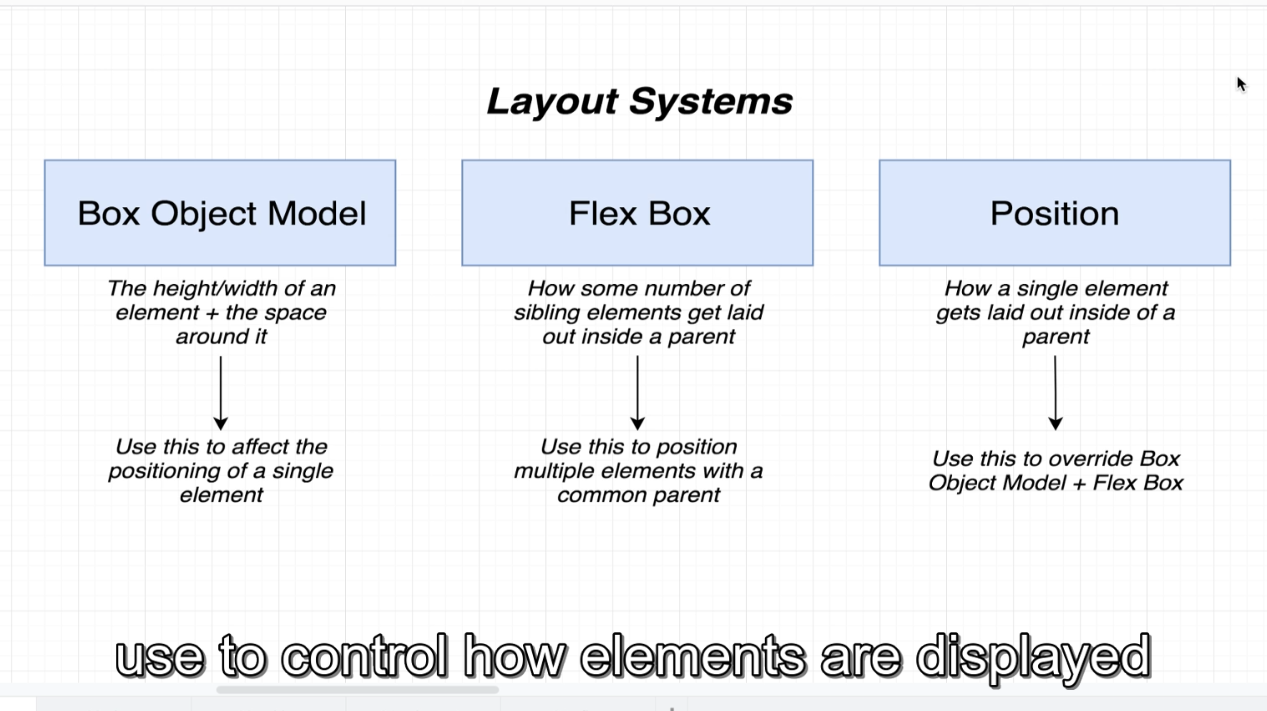 Layout Systems
Box Object Model
The height/width of an
element + the space
around it
Use this to affect the
positioning of a single
element
Flex Box
How some number of
sibling elements get laid
out inside a parent
Use this to position
multiple elements with a
common parent
Position
How a single element
gets laid out inside of a
parent
Use this to override Box
Object Model + Flex Box
use to control how elements are displayed